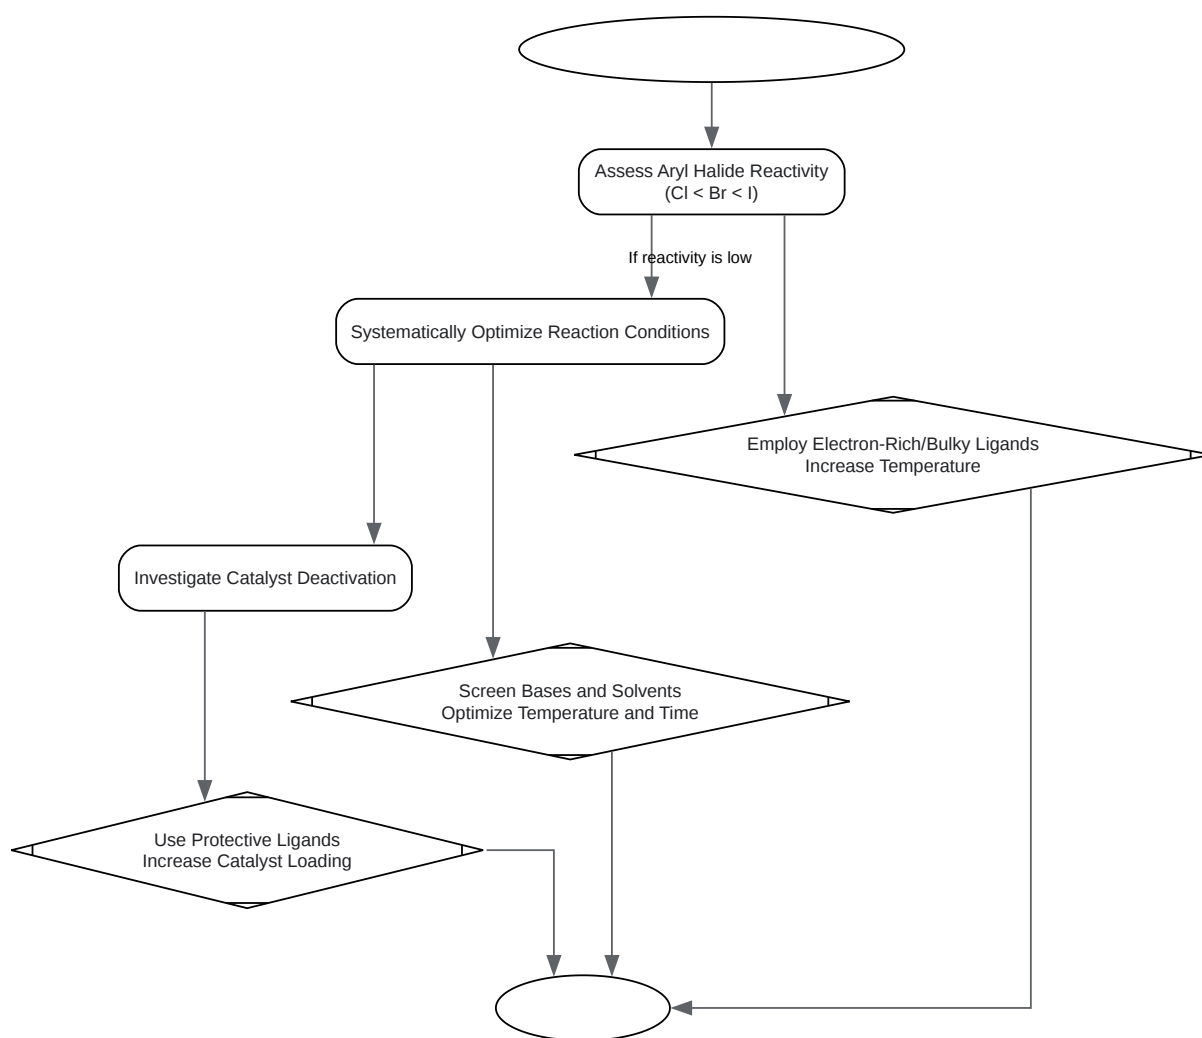 Assess Aryl Halide Reactivity
(Cl < Br < I)
If reactivity is low
Systematically Optimize Reaction Conditions
Employ Electron-Rich/Bulky Ligands
Increase Temperature
Investigate Catalyst Deactivation
Screen Bases and Solvents
Optimize Temperature and Time
Use Protective Ligands
Increase Catalyst Loading